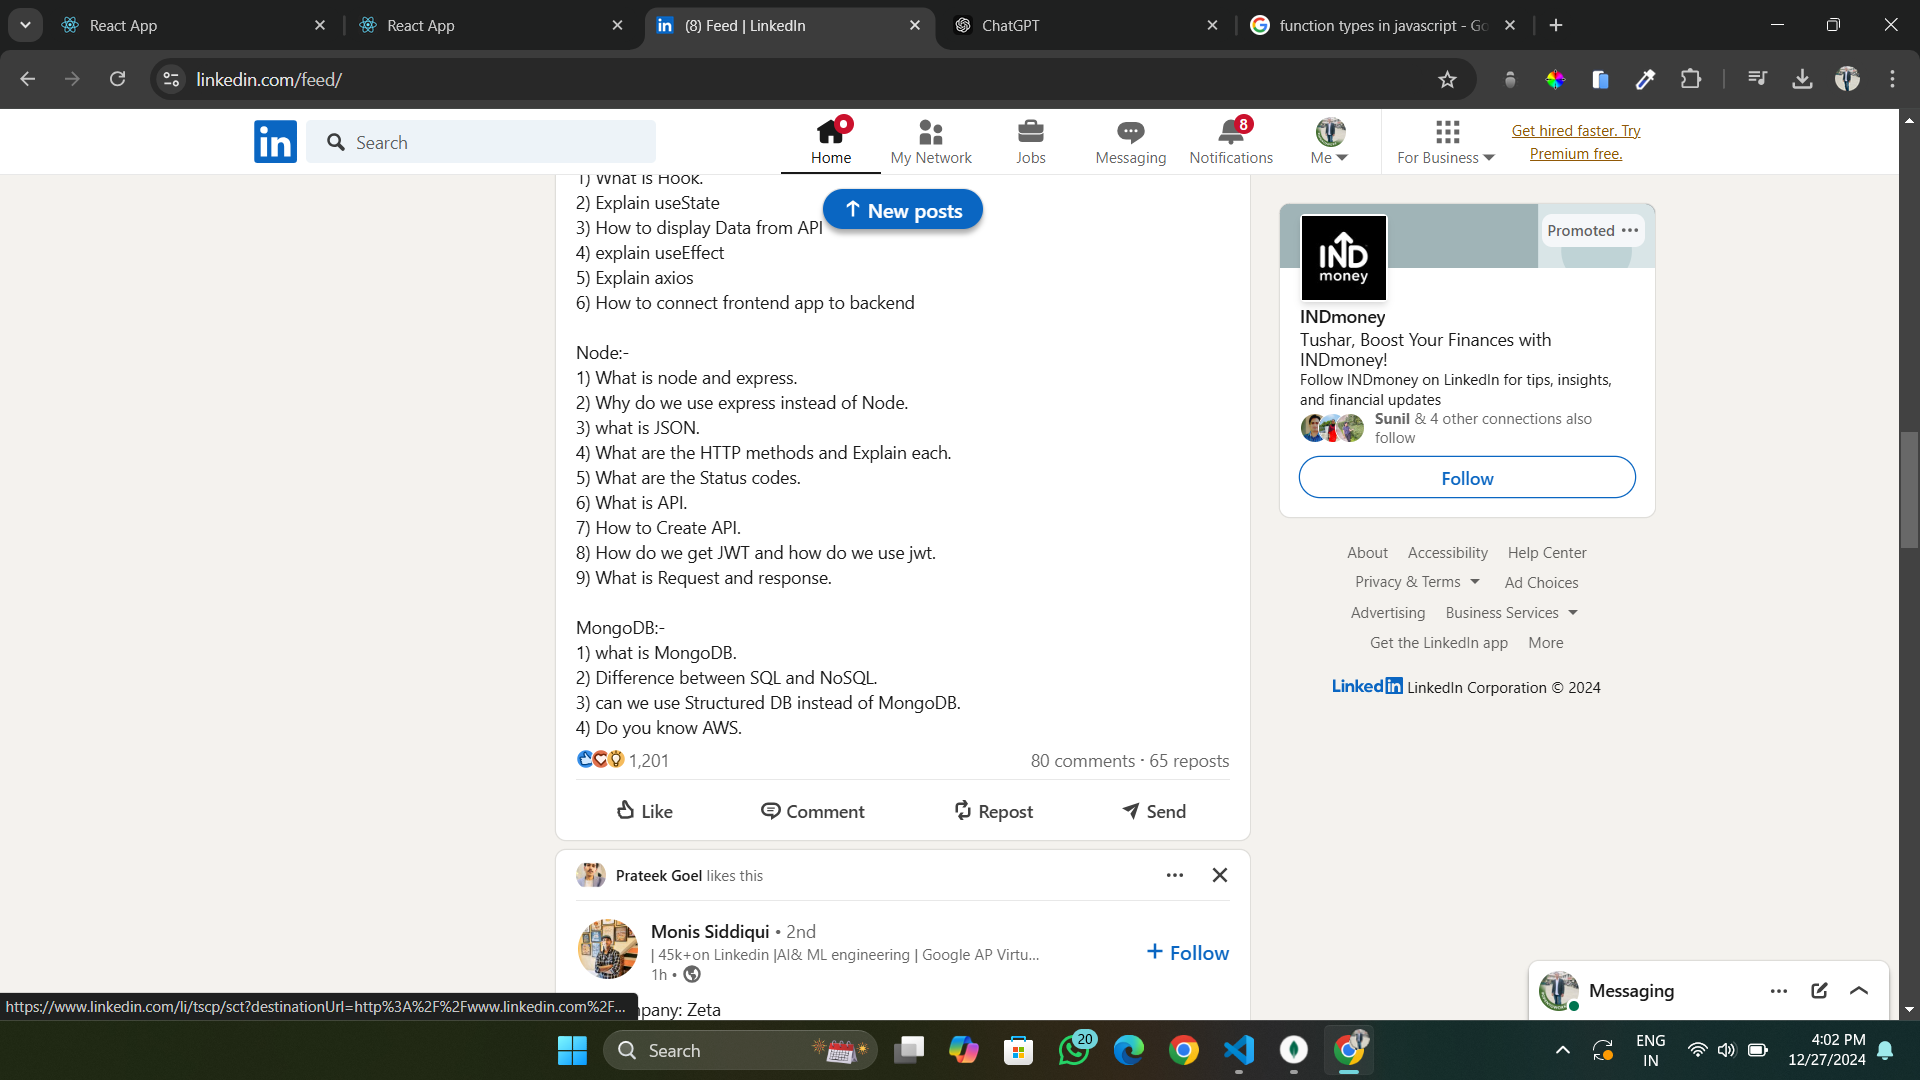 React App
React App
(8) Feed | LinkedIn
ChatGPT
function types in javascript - Go
linkedin.com/feed/
in
Search
Home
My Network
Jobs
Messaging
8
Notifications
Me
For Business
Get hired faster. Try
Premium free.
1) What is Hook.
2) Explain useState
3) How to display Data from API
4) explain useEffect
5) Explain axios
6) How to connect frontend app to backend
New posts
Node:-
1) What is node and express.
2) Why do we use express instead of Node.
3) what is JSON.
4) What are the HTTP methods and Explain each.
5) What are the Status codes.
6) What is API.
7) How to Create API.
8) How do we get JWT and how do we use jwt.
9) What is Request and response.
MongoDB:-
1) what is MongoDB.
2) Difference between SQL and NoSQL.
3) can we use Structured DB instead of MongoDB.
4) Do you know AWS.
1,201
80 comments · 65 reposts
Like
Comment
Repost
Send
Prateek Goel likes this
Monis Siddiqui • 2nd
| 45k+on Linkedin |AI& ML engineering | Google AP Virtu...
1h •
+ Follow
mpany: Zeta
Promoted
IND
money
INDmoney
Tushar, Boost Your Finances with
INDmoney!
Follow INDmoney on LinkedIn for tips, insights,
and financial updates
Sunil & 4 other connections also
follow
Follow
About Accessibility Help Center
Privacy & Terms Ad Choices
Advertising Business Services
Get the LinkedIn app More
LinkedIn LinkedIn Corporation © 2024
Messaging
https://www.linkedin.com/li/tscp/sct?destinationUrl=http%3A%2F%2Fwww.linkedin.com%2F...
Search
20
ENG
IN
4:02 PM
12/27/2024